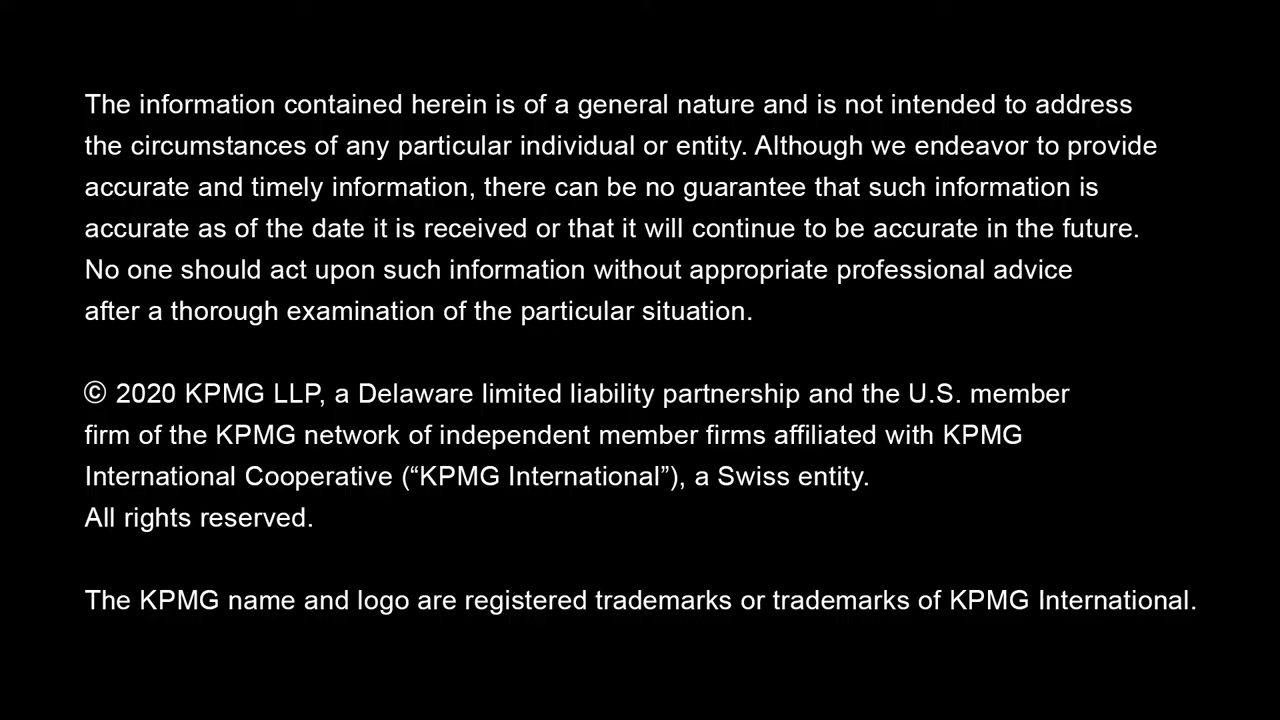 The information contained herein is of a general nature and is not intended to address
the circumstances of any particular individual or entity. Although we endeavor to provide
accurate and timely information, there can be no guarantee that such information is
accurate as of the date it is received or that it will continue to be accurate in the future.
No one should act upon such information without appropriate professional advice
after a thorough examination of the particular situation.
© 2020 KPMG LLP, a Delaware limited liability partnership and the U.S. member
firm of the KPMG network of independent member firms affiliated with KPMG
International Cooperative (“KPMG International”), a Swiss entity.
All rights reserved.
The KPMG name and logo are registered trademarks or trademarks of KPMG International.